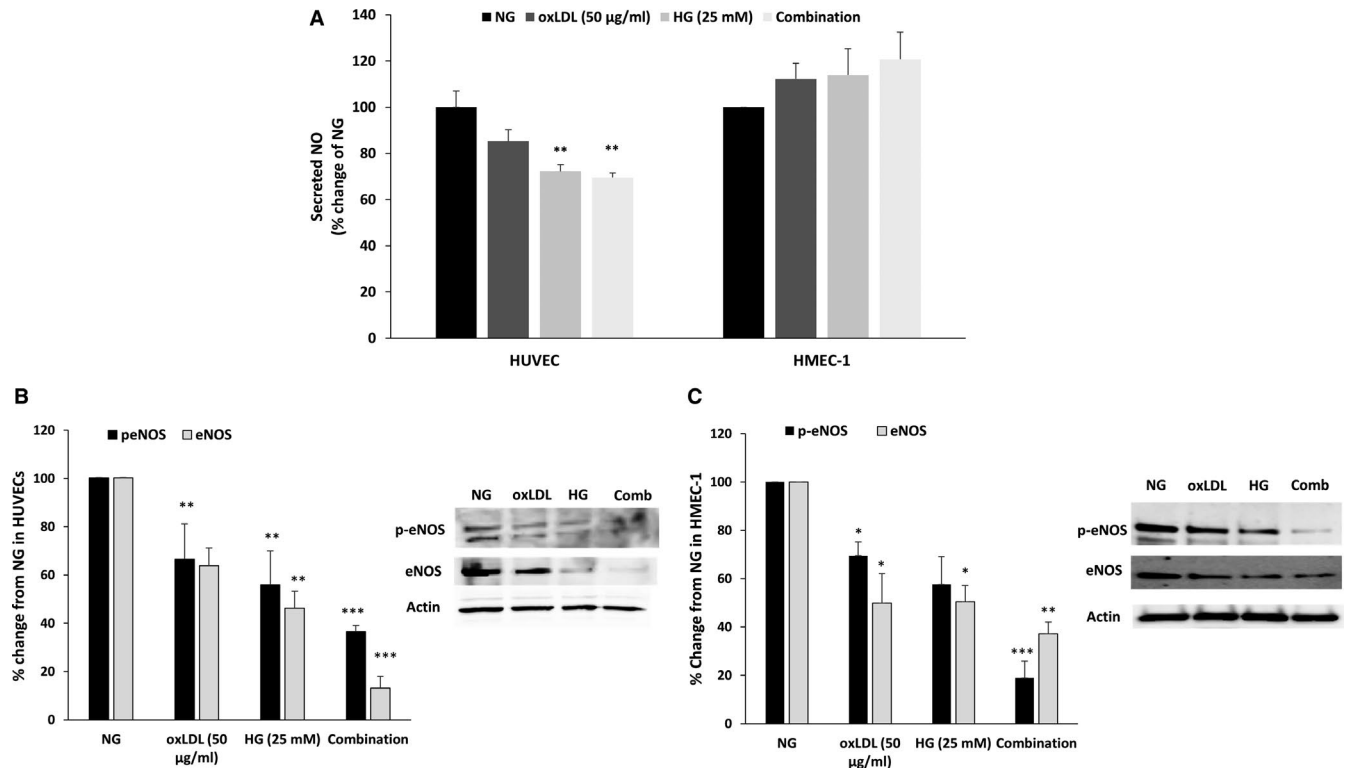 A
NG oxLDL (50 µg/ml) HG (25 mM) Combination
Secreted NO
(% change of NG)
140
120
100
80
60
40
20
0
** **
HUVEC HMEC-1
B
% change from NG in HUVECs
120
100
80
60
40
20
0
peNOS eNOS
**
**
**
***
***
NG oxLDL (50 µg/ml) HG (25 mM) Combination
NG oxLDL HG Comb
p-eNOS
eNOS
Actin
C
% Change from NG in HMEC-1
120
100
80
60
40
20
0
p-eNOS eNOS
*
*
*
***
**
NG oxLDL (50 µg/ml) HG (25 mM) Combination
NG oxLDL HG Comb
p-eNOS
eNOS
Actin